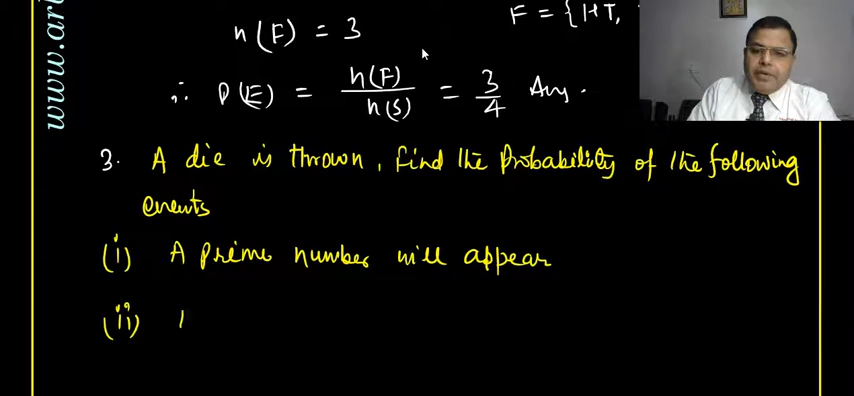 n(F) = 3
F = {HT,
∴ P(E) = n(F)/n(S) = 3/4 Ans.
3. A die is thrown, find the Probability of the following
events
(i) A prime number will appear
(ii)
www.ar